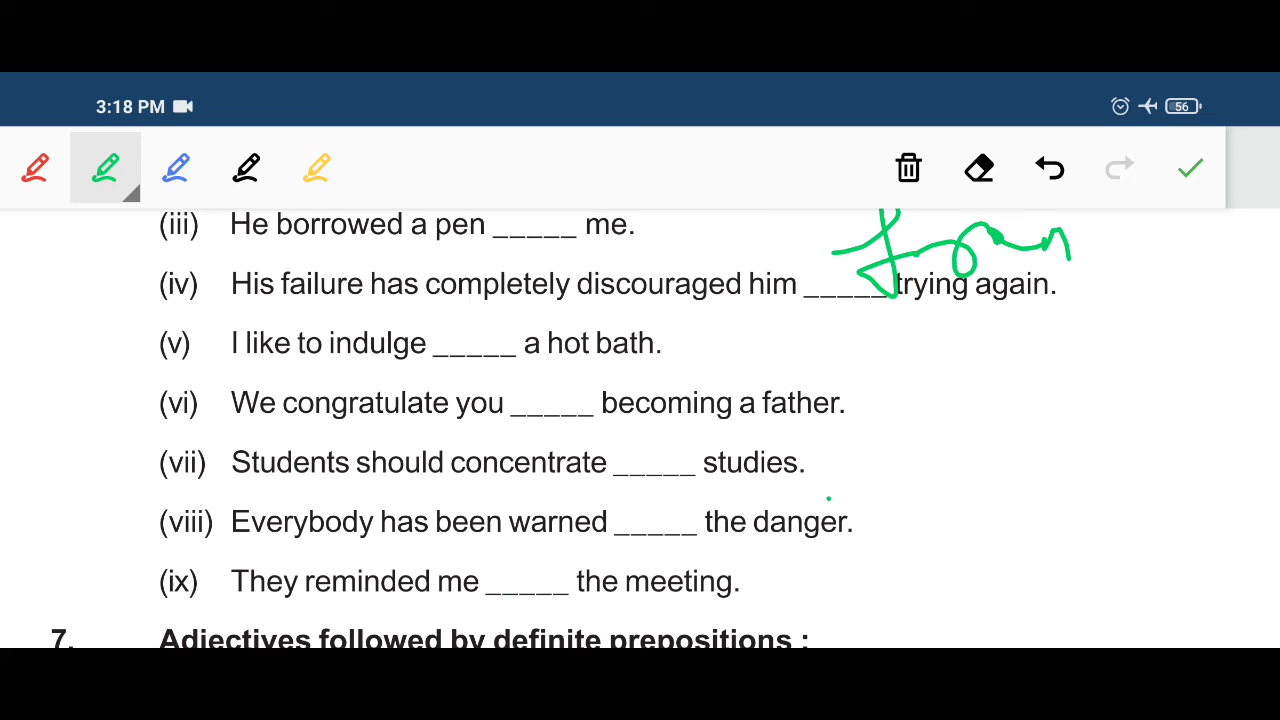 3:18 PM 56
from
(iii) He borrowed a pen _____ me.
(iv) His failure has completely discouraged him _____ trying again.
(v) I like to indulge _____ a hot bath.
(vi) We congratulate you _____ becoming a father.
(vii) Students should concentrate _____ studies.
(viii) Everybody has been warned _____ the danger.
(ix) They reminded me _____ the meeting.
7. Adjectives followed by definite prepositions :